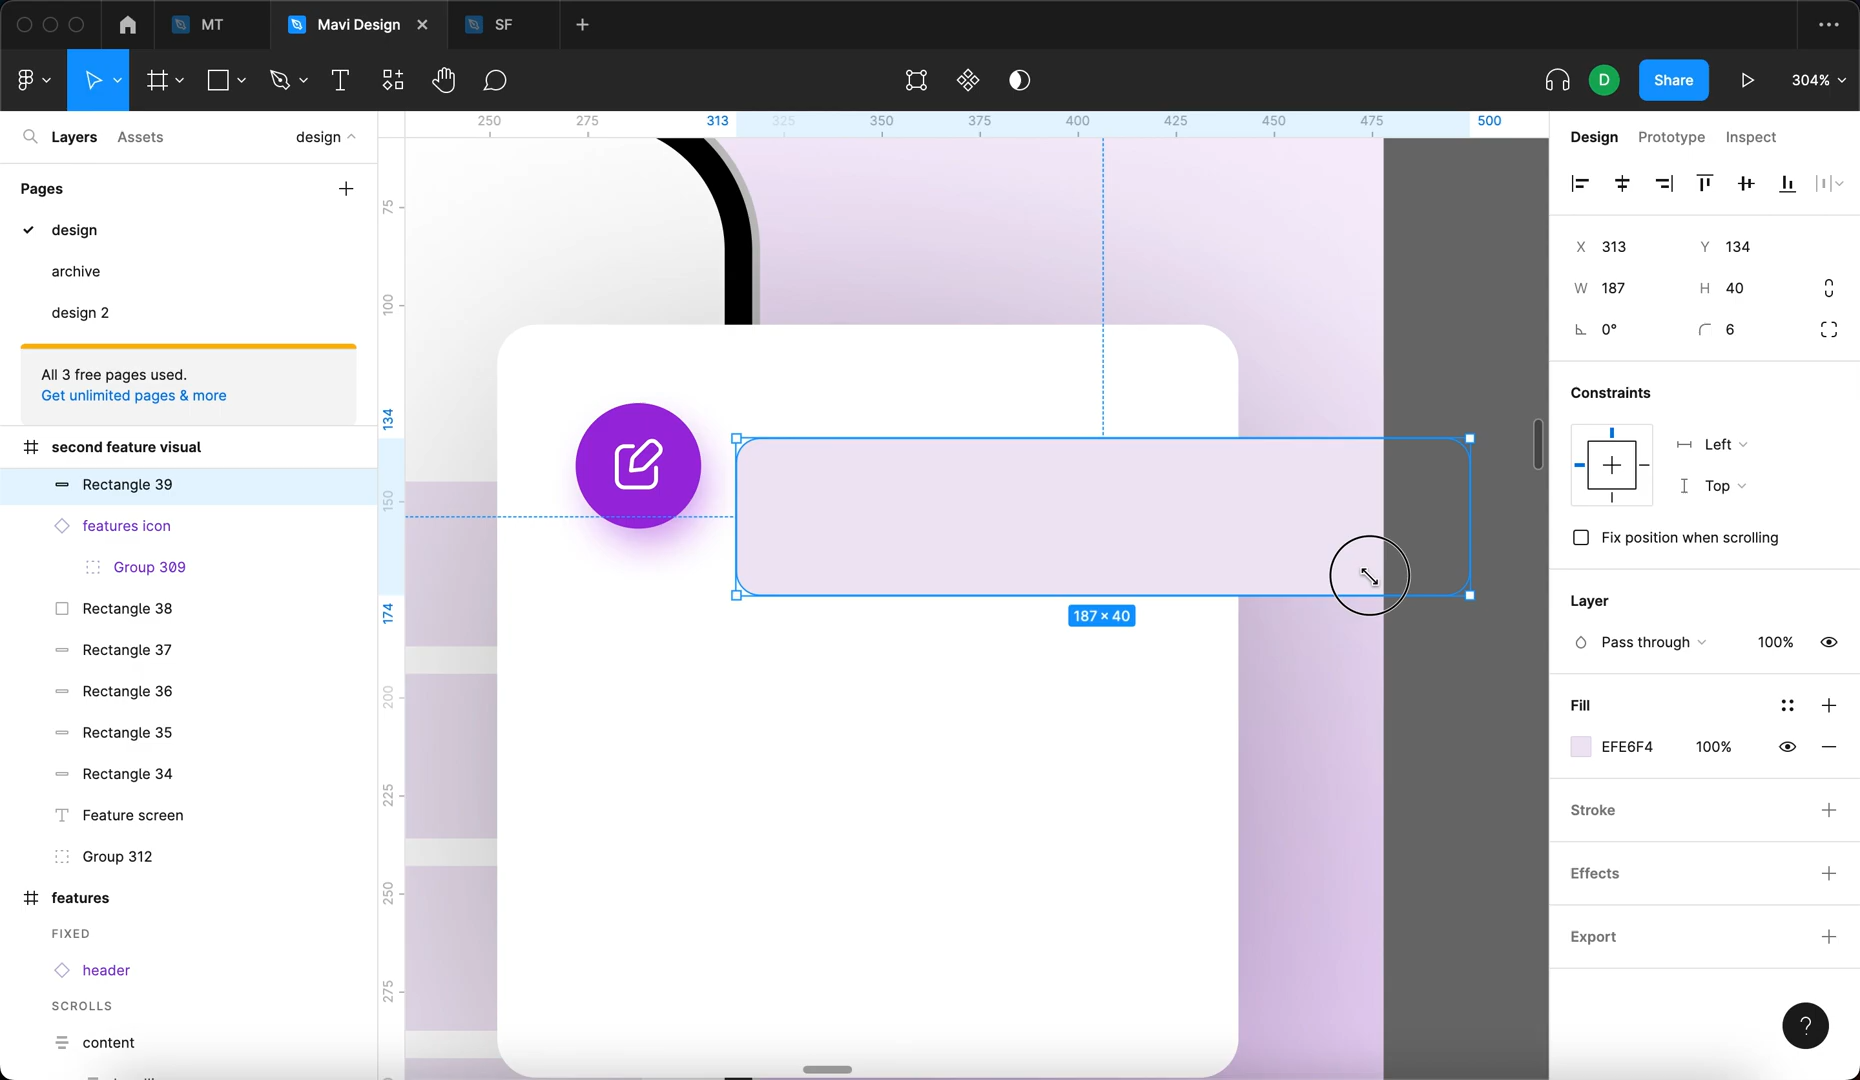 MT
Mavi Design
SF
D
Share
304%
Layers
Assets
design
Pages
design
archive
design 2
All 3 free pages used.
Get unlimited pages & more
second feature visual
Rectangle 39
features icon
Group 309
Rectangle 38
Rectangle 37
Rectangle 36
Rectangle 35
Rectangle 34
Feature screen
Group 312
features
FIXED
header
SCROLLS
content
250
275
313
325
350
375
400
425
450
475
500
75
100
134
150
174
200
225
250
275
187 × 40
Design
Prototype
Inspect
X 313
Y 134
W 187
H 40
0°
6
Constraints
Left
Top
Fix position when scrolling
Layer
Pass through
100%
Fill
EFE6F4
100%
Stroke
Effects
Export
?